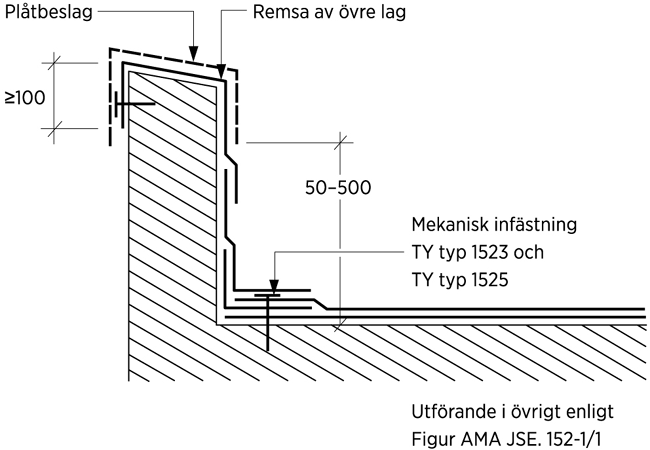 Plåtbeslag
Remsa av övre lag
≥100
50–500
Mekanisk infästning
TY typ 1523 och
TY typ 1525
Utförande i övrigt enligt
Figur AMA JSE. 152-1/1